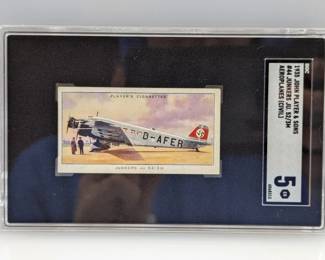 PLAYER'S CIGARETTES
D-AFER
JUNKERS JU 52/3M
1935 JOHN PLAYER & SONS
#44 JUNKERS JU. 52/3M
AEROPLANES (CIVIL)
5
EX